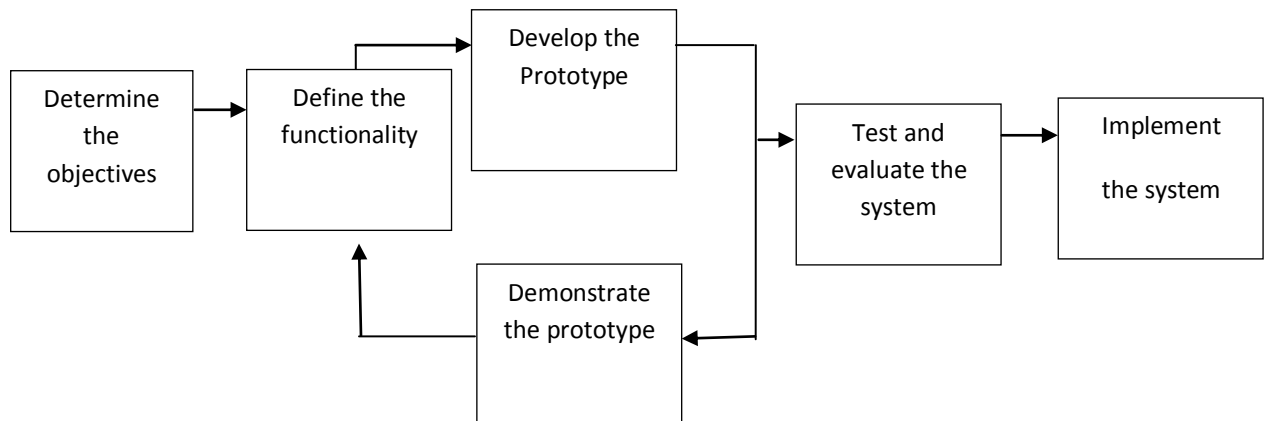 Determine
the
objectives
Define the
functionality
Develop the
Prototype
Demonstrate
the prototype
Test and
evaluate the
system
Implement
the system